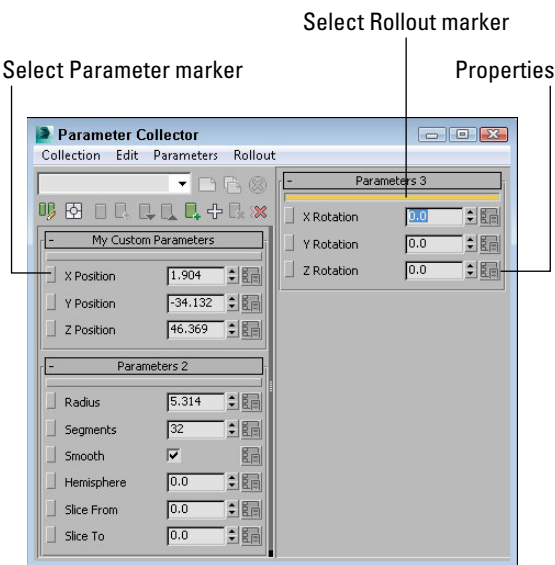 Select Rollout marker
Select Parameter marker
Properties
Parameter Collector
Collection Edit Parameters Rollout
- My Custom Parameters
X Position 1.904
Y Position -34.132
Z Position 46.369
- Parameters 2
Radius 5.314
Segments 32
Smooth
Hemisphere 0.0
Slice From 0.0
Slice To 0.0
- Parameters 3
X Rotation 0.0
Y Rotation 0.0
Z Rotation 0.0